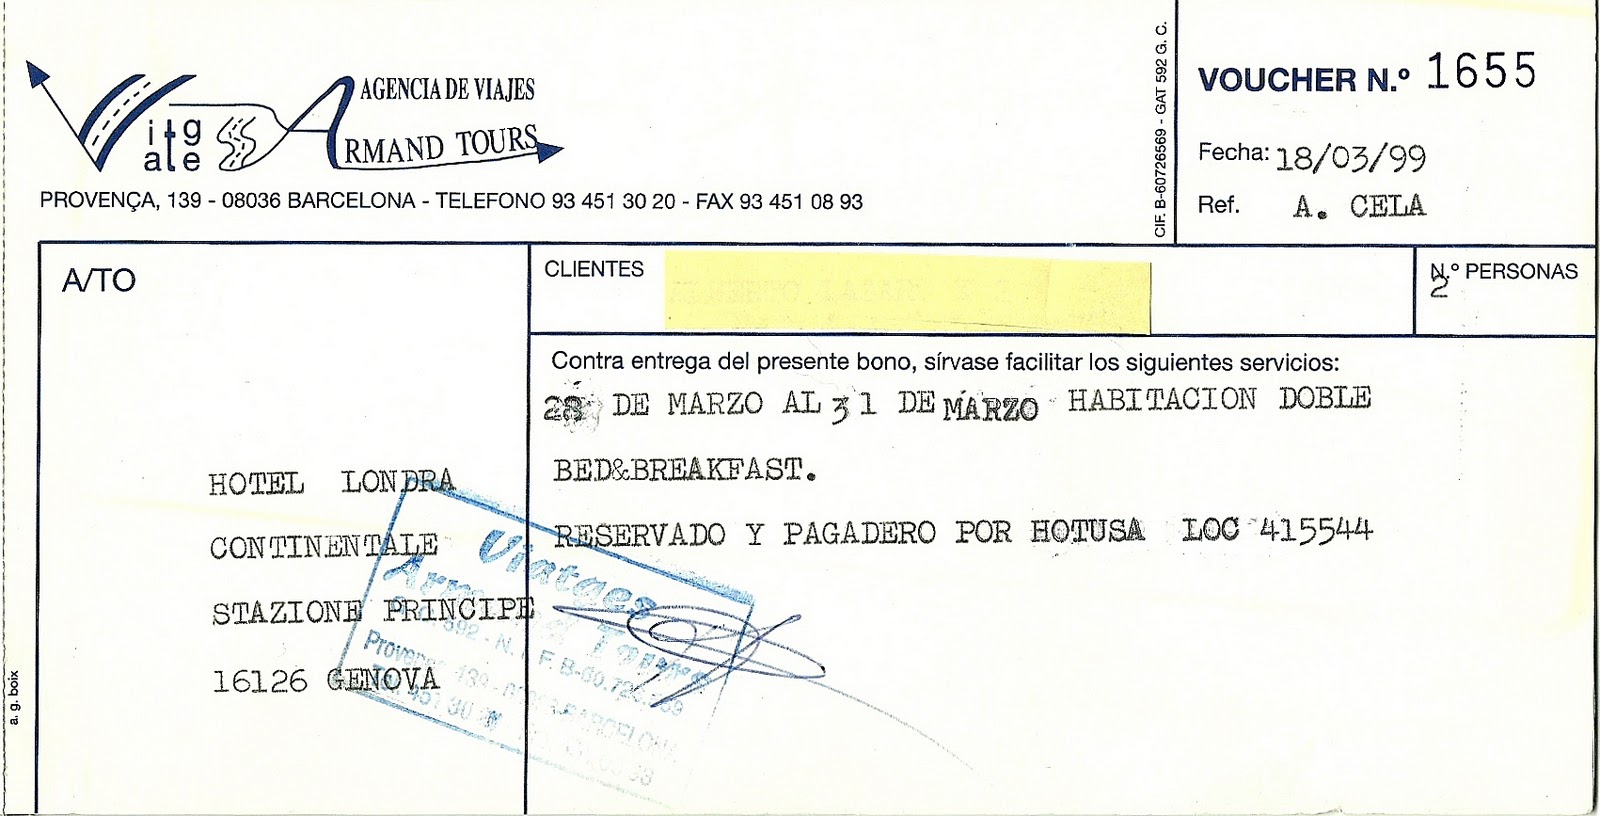 AGENCIA DE VIAJES
ARMAND TOURS
PROVENÇA, 139 - 08036 BARCELONA - TELEFONO 93 451 30 20 - FAX 93 451 08 93
CIF. B-60726569 - GAT 592 G. C.
VOUCHER N.º 1655
Fecha: 18/03/99
Ref. A. CELA
A/TO
CLIENTES
N.º PERSONAS
2
Contra entrega del presente bono, sírvase facilitar los siguientes servicios:
28 DE MARZO AL 31 DE MARZO HABITACION DOBLE
BED&BREAKFAST.
RESERVADO Y PAGADERO POR HOTUSA LOC 415544
HOTEL LONDRA
CONTINENTALE
STAZIONE PRINCIPE
16126 GENOVA
Viatges
a. g. boix